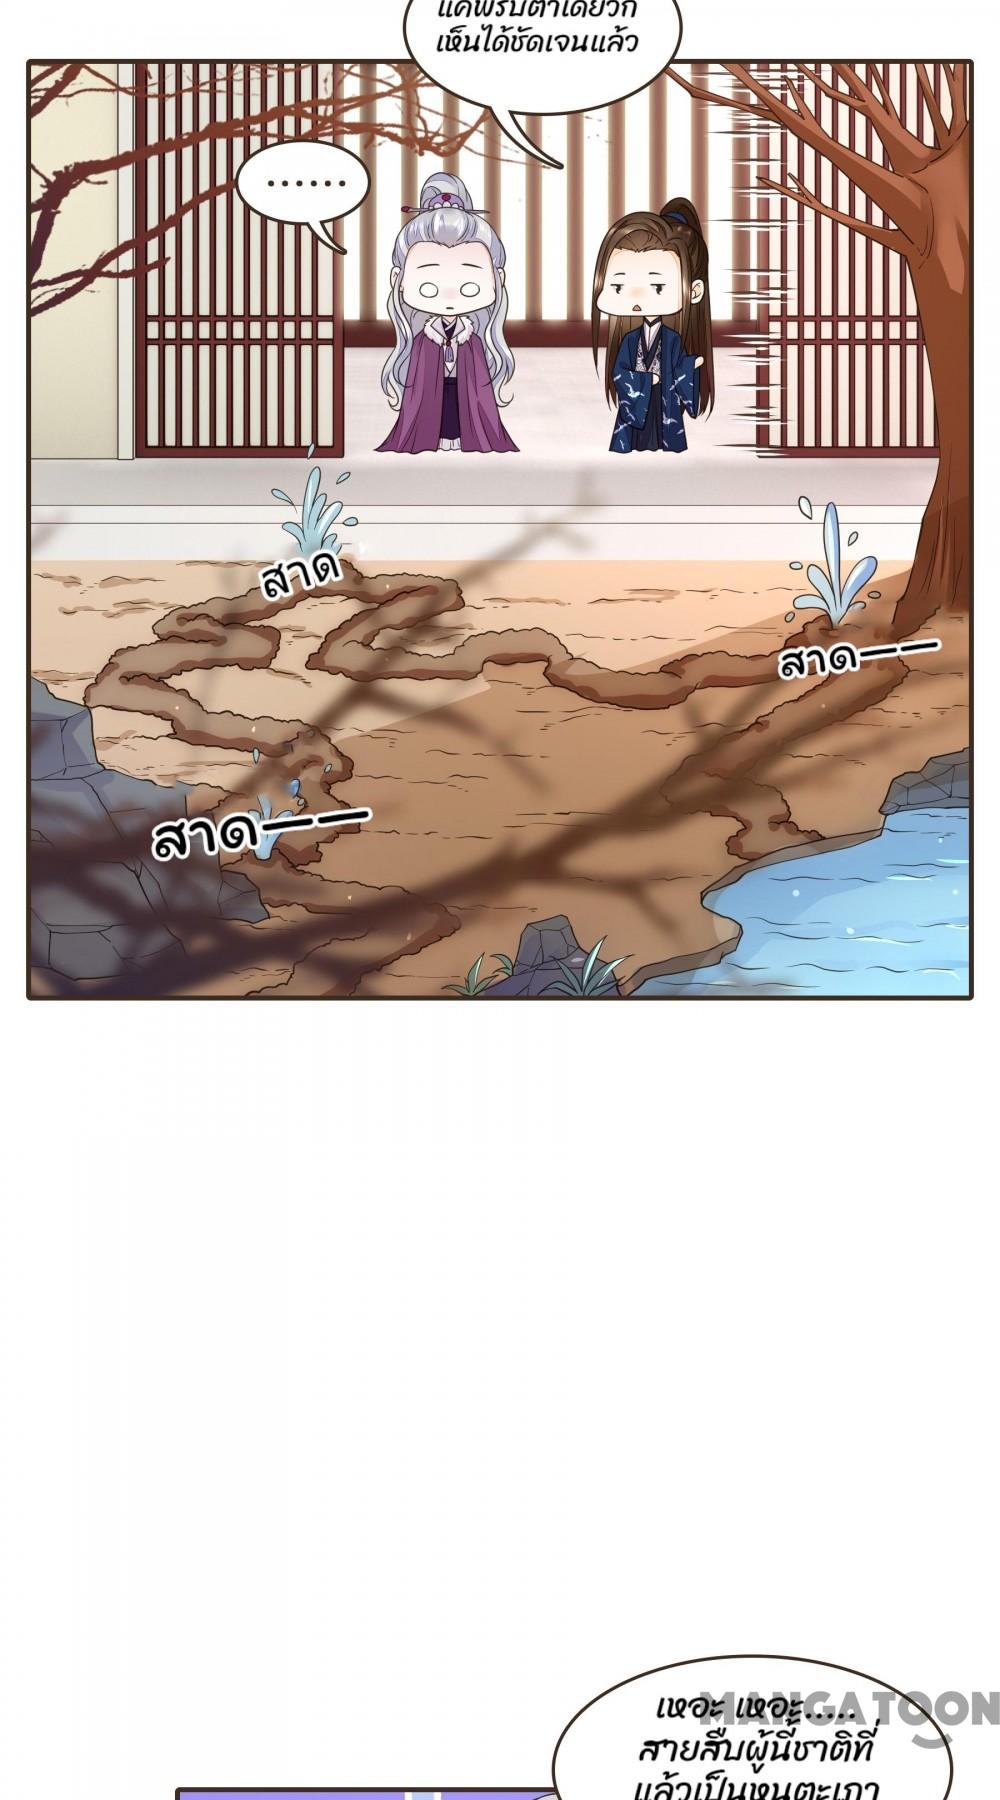 แค่พริบตาเดียวก็
เห็นได้ชัดเจนแล้ว
......
สาด
สาด——
สาด——
เหอะ เหอะ.....
MANGATOON
สายสืบผู้นี้ชาติที่
แล้วเป็นหนูตะเภา